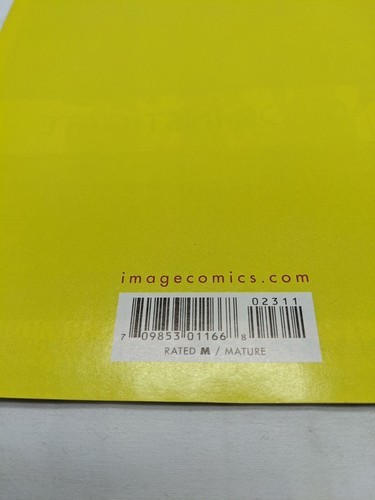 imagecomics.com
02311
7 09853 01166 8
RATED M / MATURE